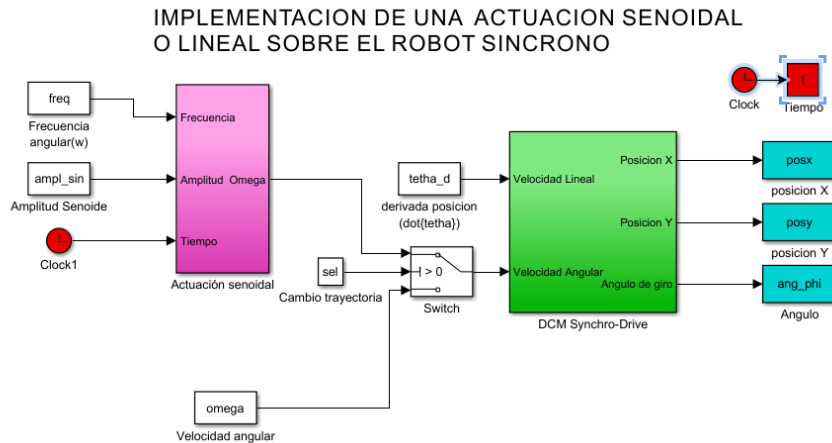 IMPLEMENTACION DE UNA ACTUACION SENOIDAL
O LINEAL SOBRE EL ROBOT SINCRONO
freq
Frecuencia
angular(w)
ampl_sin
Amplitud Senoide
Clock1
Frecuencia
Amplitud Omega
Tiempo
Actuación senoidal
sel
Cambio trayectoria
omega
Velocidad angular
tetha_d
derivada posicion
(dot{tetha})
> 0
Switch
Velocidad Lineal
Velocidad Angular
Posicion X
Posicion Y
Angulo de giro
DCM Synchro-Drive
Clock
t
Tiempo
posx
posicion X
posy
posicion Y
ang_phi
Angulo